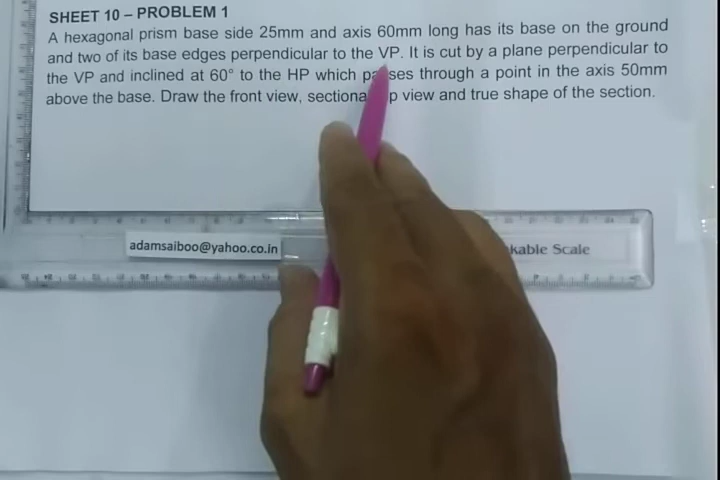 SHEET 10 – PROBLEM 1
A hexagonal prism base side 25mm and axis 60mm long has its base on the ground
and two of its base edges perpendicular to the VP. It is cut by a plane perpendicular to
the VP and inclined at 60° to the HP which passes through a point in the axis 50mm
above the base. Draw the front view, sectional top view and true shape of the section.
adamsaiboo@yahoo.co.in
kable Scale